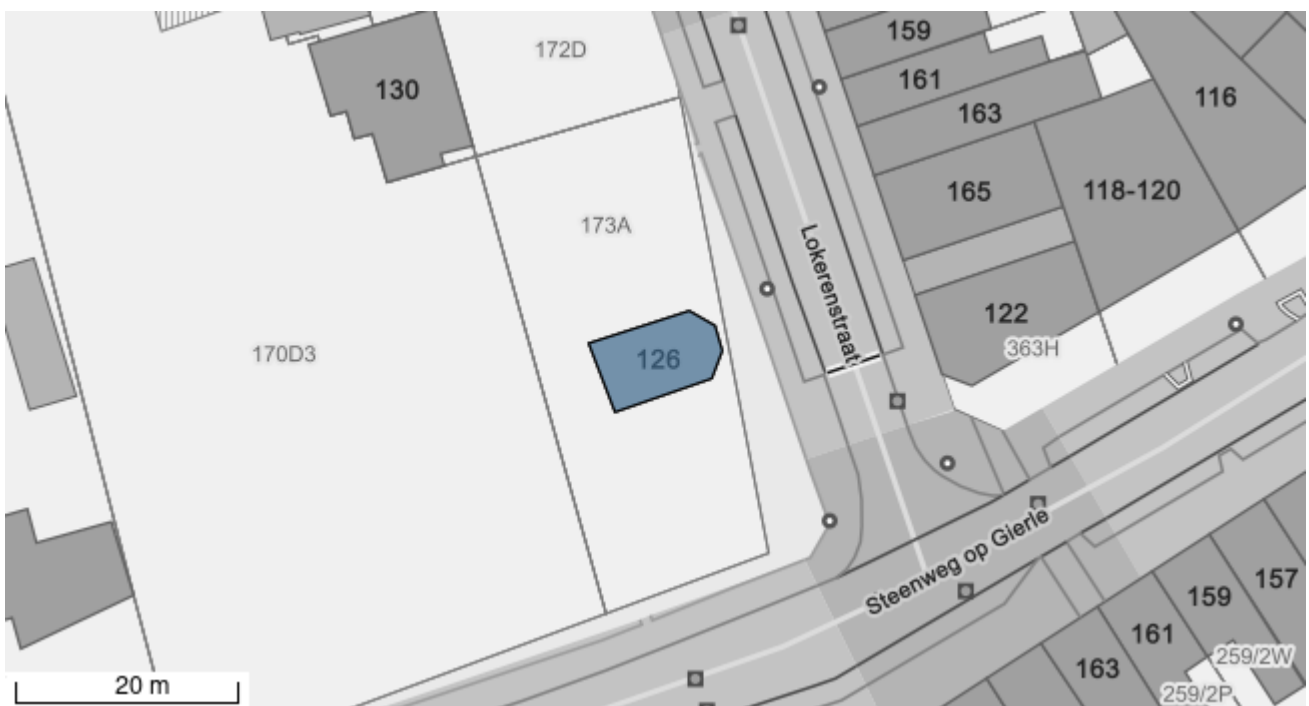 159
172D
161
130
116
163
165
118-120
173A
Lokerenstraat
122
363H
170D3
126
Steenweg op Gierle
157
159
161
259/2W
163
20 m
259/2P